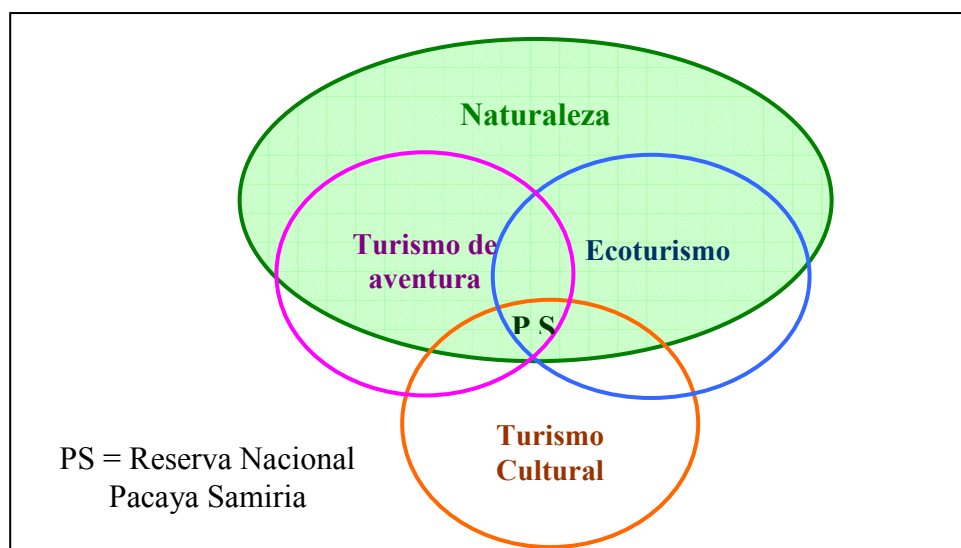 Naturaleza
Turismo de
aventura
Ecoturismo
P S
Turismo
Cultural
PS = Reserva Nacional
Pacaya Samiria